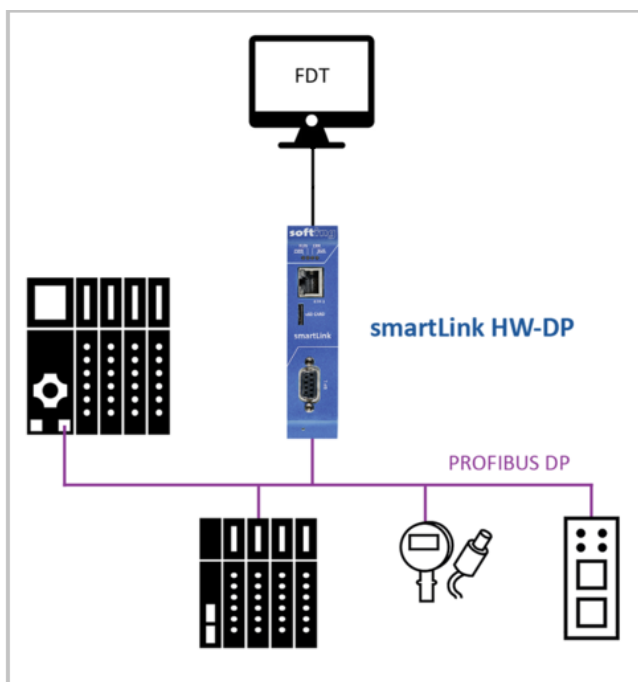 FDT
softing
smartLink
smartLink HW-DP
PROFIBUS DP